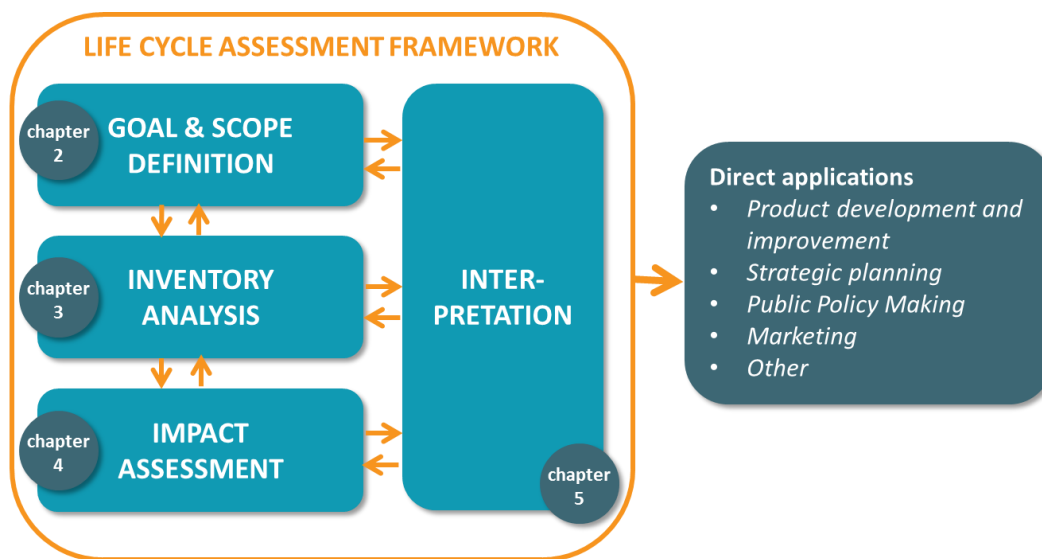 LIFE CYCLE ASSESSMENT FRAMEWORK
chapter
2
GOAL & SCOPE
DEFINITION
chapter
3
INVENTORY
ANALYSIS
chapter
4
IMPACT
ASSESSMENT
INTER-
PRETATION
chapter
5
Direct applications
• Product development and
improvement
• Strategic planning
• Public Policy Making
• Marketing
• Other